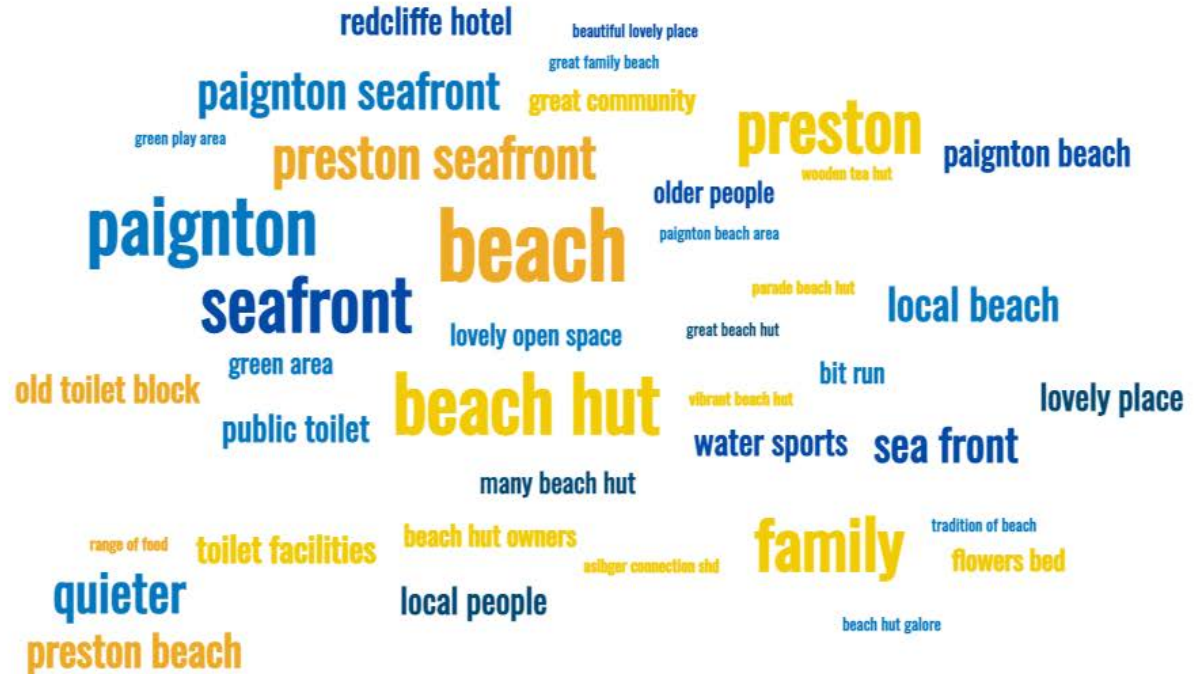 redcliffe hotel
beautiful lovely place
great family beach
paignton seafront
great community
preston
green play area
preston seafront
paignton beach
wooden tea hut
older people
paignton
beach
paignton beach area
seafront
parade beach hut
local beach
lovely open space
great beach hut
green area
bit run
old toilet block
beach hut
vibrant beach hut
lovely place
public toilet
water sports
sea front
many beach hut
range of food
toilet facilities
beach hut owners
family
tradition of beach
flowers bed
connection shd
quieter
local people
beach hut galore
preston beach